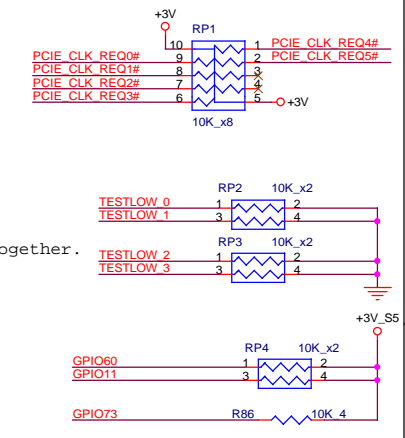 +3V
RP1
10 1 PCIE_CLK_REQ4#
PCIE_CLK_REQ0# 9 2 PCIE_CLK_REQ5#
PCIE_CLK_REQ1# 8 3
PCIE_CLK_REQ2# 7 4
PCIE_CLK_REQ3# 6 5 +3V
10K_x8
RP2 10K_x2
TESTLOW_0 1 2
TESTLOW_1 3 4
ogether.
RP3 10K_x2
TESTLOW_2 1 2
TESTLOW_3 3 4
+3V_S5
RP4 10K_x2
GPIO60 1 2
GPIO11 3 4
GPIO73 R86 10K_4